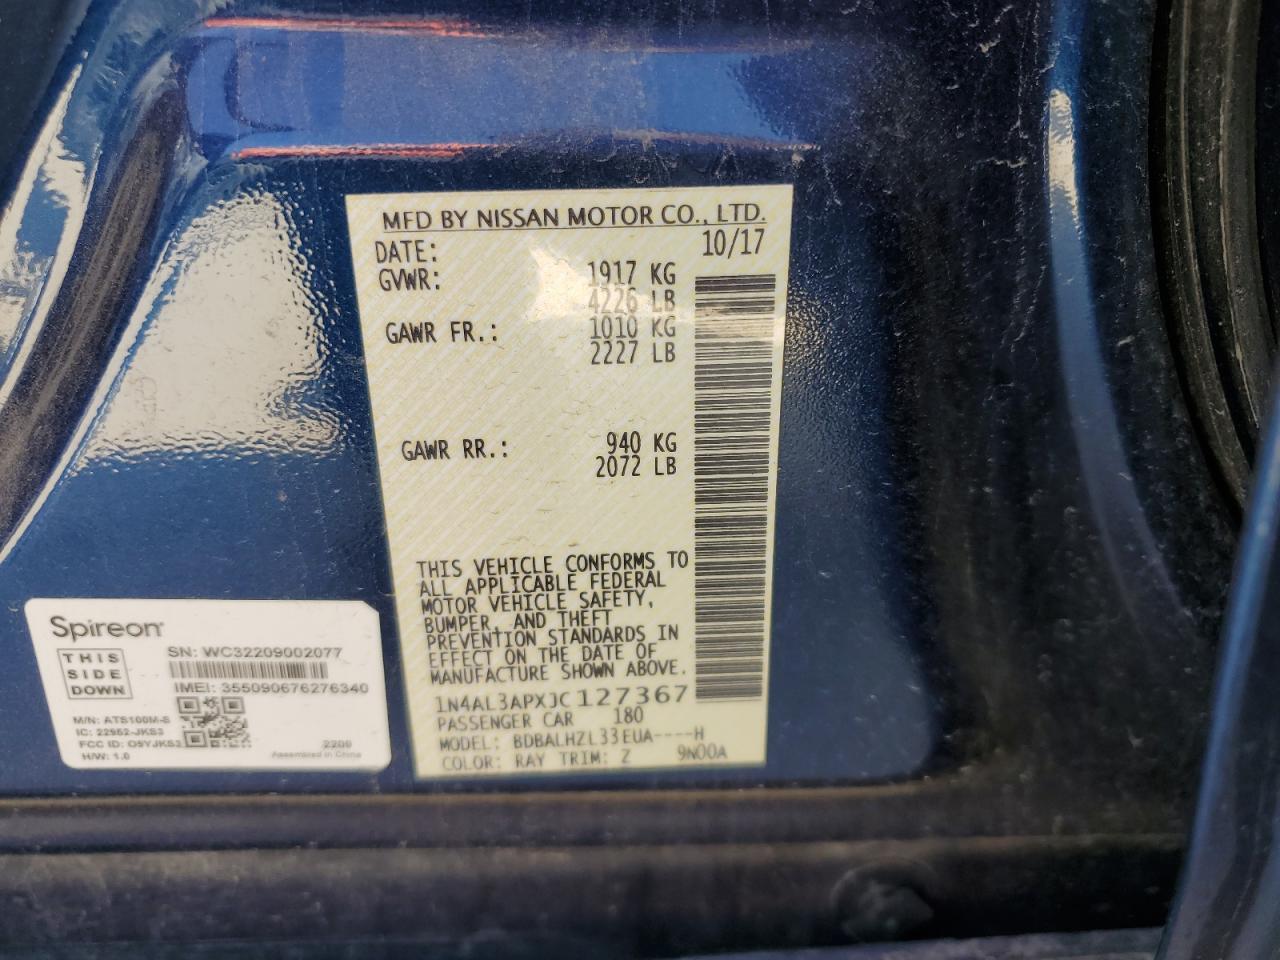 MFD BY NISSAN MOTOR CO., LTD.
DATE: 10/17
GVWR: 1917 KG
4226 LB
GAWR FR.: 1010 KG
2227 LB
GAWR RR.: 940 KG
2072 LB
THIS VEHICLE CONFORMS TO
ALL APPLICABLE FEDERAL
MOTOR VEHICLE SAFETY,
BUMPER, AND THEFT
PREVENTION STANDARDS IN
EFFECT ON THE DATE OF
MANUFACTURE SHOWN ABOVE.
1N4AL3APXJC127367
PASSENGER CAR 180
MODEL: BDBALHZL33EUA----H
COLOR: RAY TRIM: Z 9N00A
Spireon
THIS
SIDE
DOWN
SN: WC32209002077
IMEI: 355090676276340
M/N: ATS100M-S
IC: 22952-JKS3
FCC ID: O9YJKS3
H/W: 1.0
2209
Assembled in China